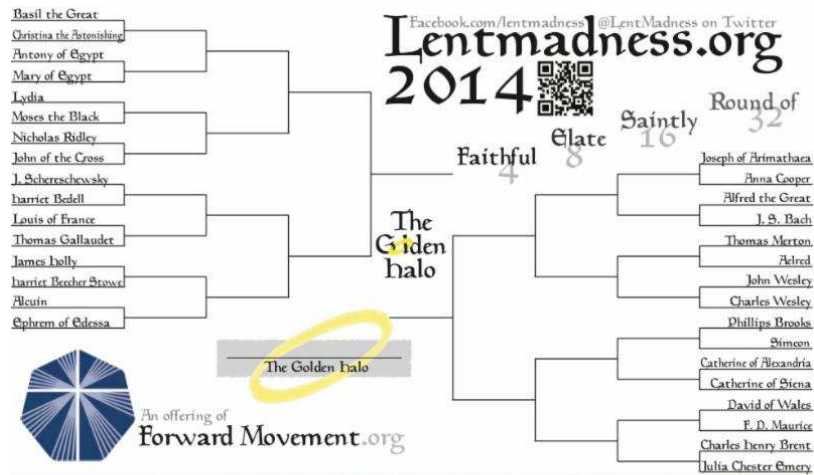 Basil the Great
Christina the Astonishing
Antony of Egypt
Mary of Egypt
Lydia
Moses the Black
Nicholas Ridley
John of the Cross
J. Schereschewsky
harriet Bedell
Louis of France
Thomas Gallaudet
James holly
harriet Beecher Stowe
Alcuin
Ephrem of Edessa
Facebook.com/lentmadness @LentMadness on Twitter
Lentmadness.org
2014
Round of
32
Saintly
16
Elate
8
Faithful
4
The
Golden
halo
The Golden halo
Joseph of Arimathaea
Anna Cooper
Alfred the Great
J. S. Bach
Thomas Merton
Aelred
John Wesley
Charles Wesley
Phillips Brooks
Simeon
Catherine of Alexandria
Catherine of Siena
David of Wales
F. D. Maurice
Charles henry Brent
Julia Chester Emery
An offering of
Forward Movement.org